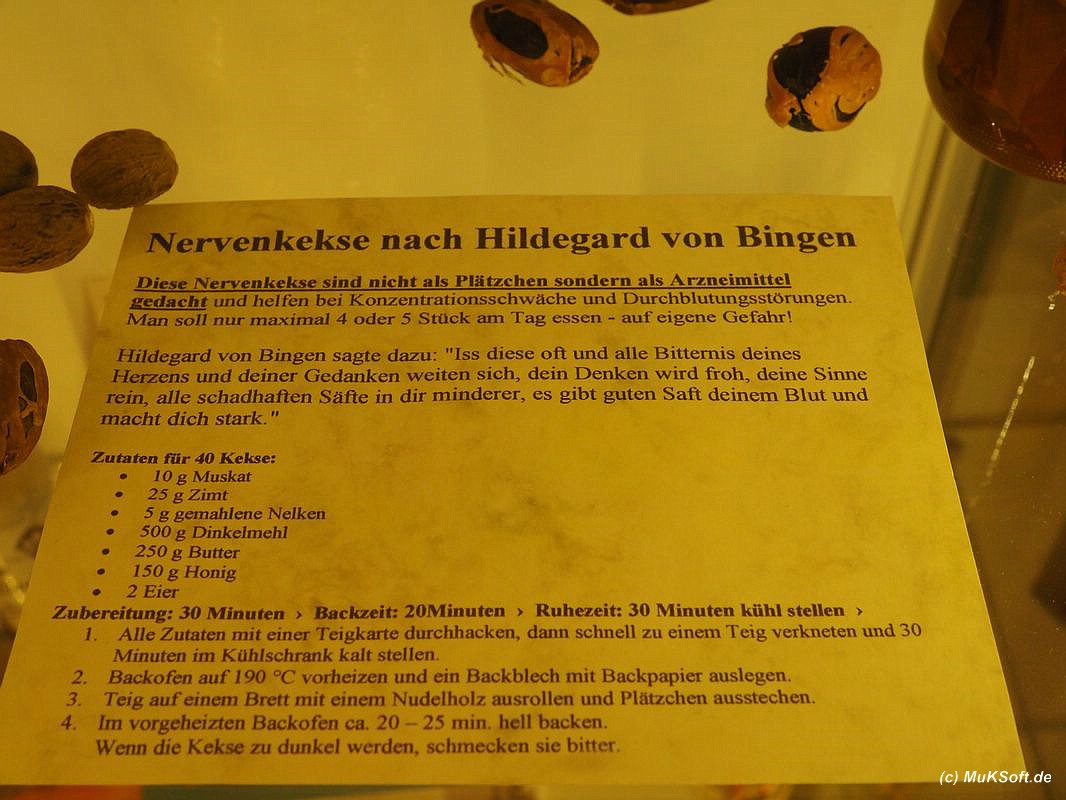 Nervenkekse nach Hildegard von Bingen
Diese Nervenkekse sind nicht als Plätzchen sondern als Arzneimittel
gedacht und helfen bei Konzentrationsschwäche und Durchblutungsstörungen.
Man soll nur maximal 4 oder 5 Stück am Tag essen - auf eigene Gefahr!
Hildegard von Bingen sagte dazu: "Iss diese oft und alle Bitternis deines
Herzens und deiner Gedanken weiten sich, dein Denken wird froh, deine Sinne
rein, alle schadhaften Säfte in dir minderer, es gibt guten Saft deinem Blut und
macht dich stark."
Zutaten für 40 Kekse:
• 10 g Muskat
• 25 g Zimt
• 5 g gemahlene Nelken
• 500 g Dinkelmehl
• 250 g Butter
• 150 g Honig
• 2 Eier
Zubereitung: 30 Minuten › Backzeit: 20Minuten › Ruhezeit: 30 Minuten kühl stellen ›
1. Alle Zutaten mit einer Teigkarte durchhacken, dann schnell zu einem Teig verkneten und 30
Minuten im Kühlschrank kalt stellen.
2. Backofen auf 190 °C vorheizen und ein Backblech mit Backpapier auslegen.
3. Teig auf einem Brett mit einem Nudelholz ausrollen und Plätzchen ausstechen.
4. Im vorgeheizten Backofen ca. 20 – 25 min. hell backen.
Wenn die Kekse zu dunkel werden, schmecken sie bitter.
(c) MuKSoft.de